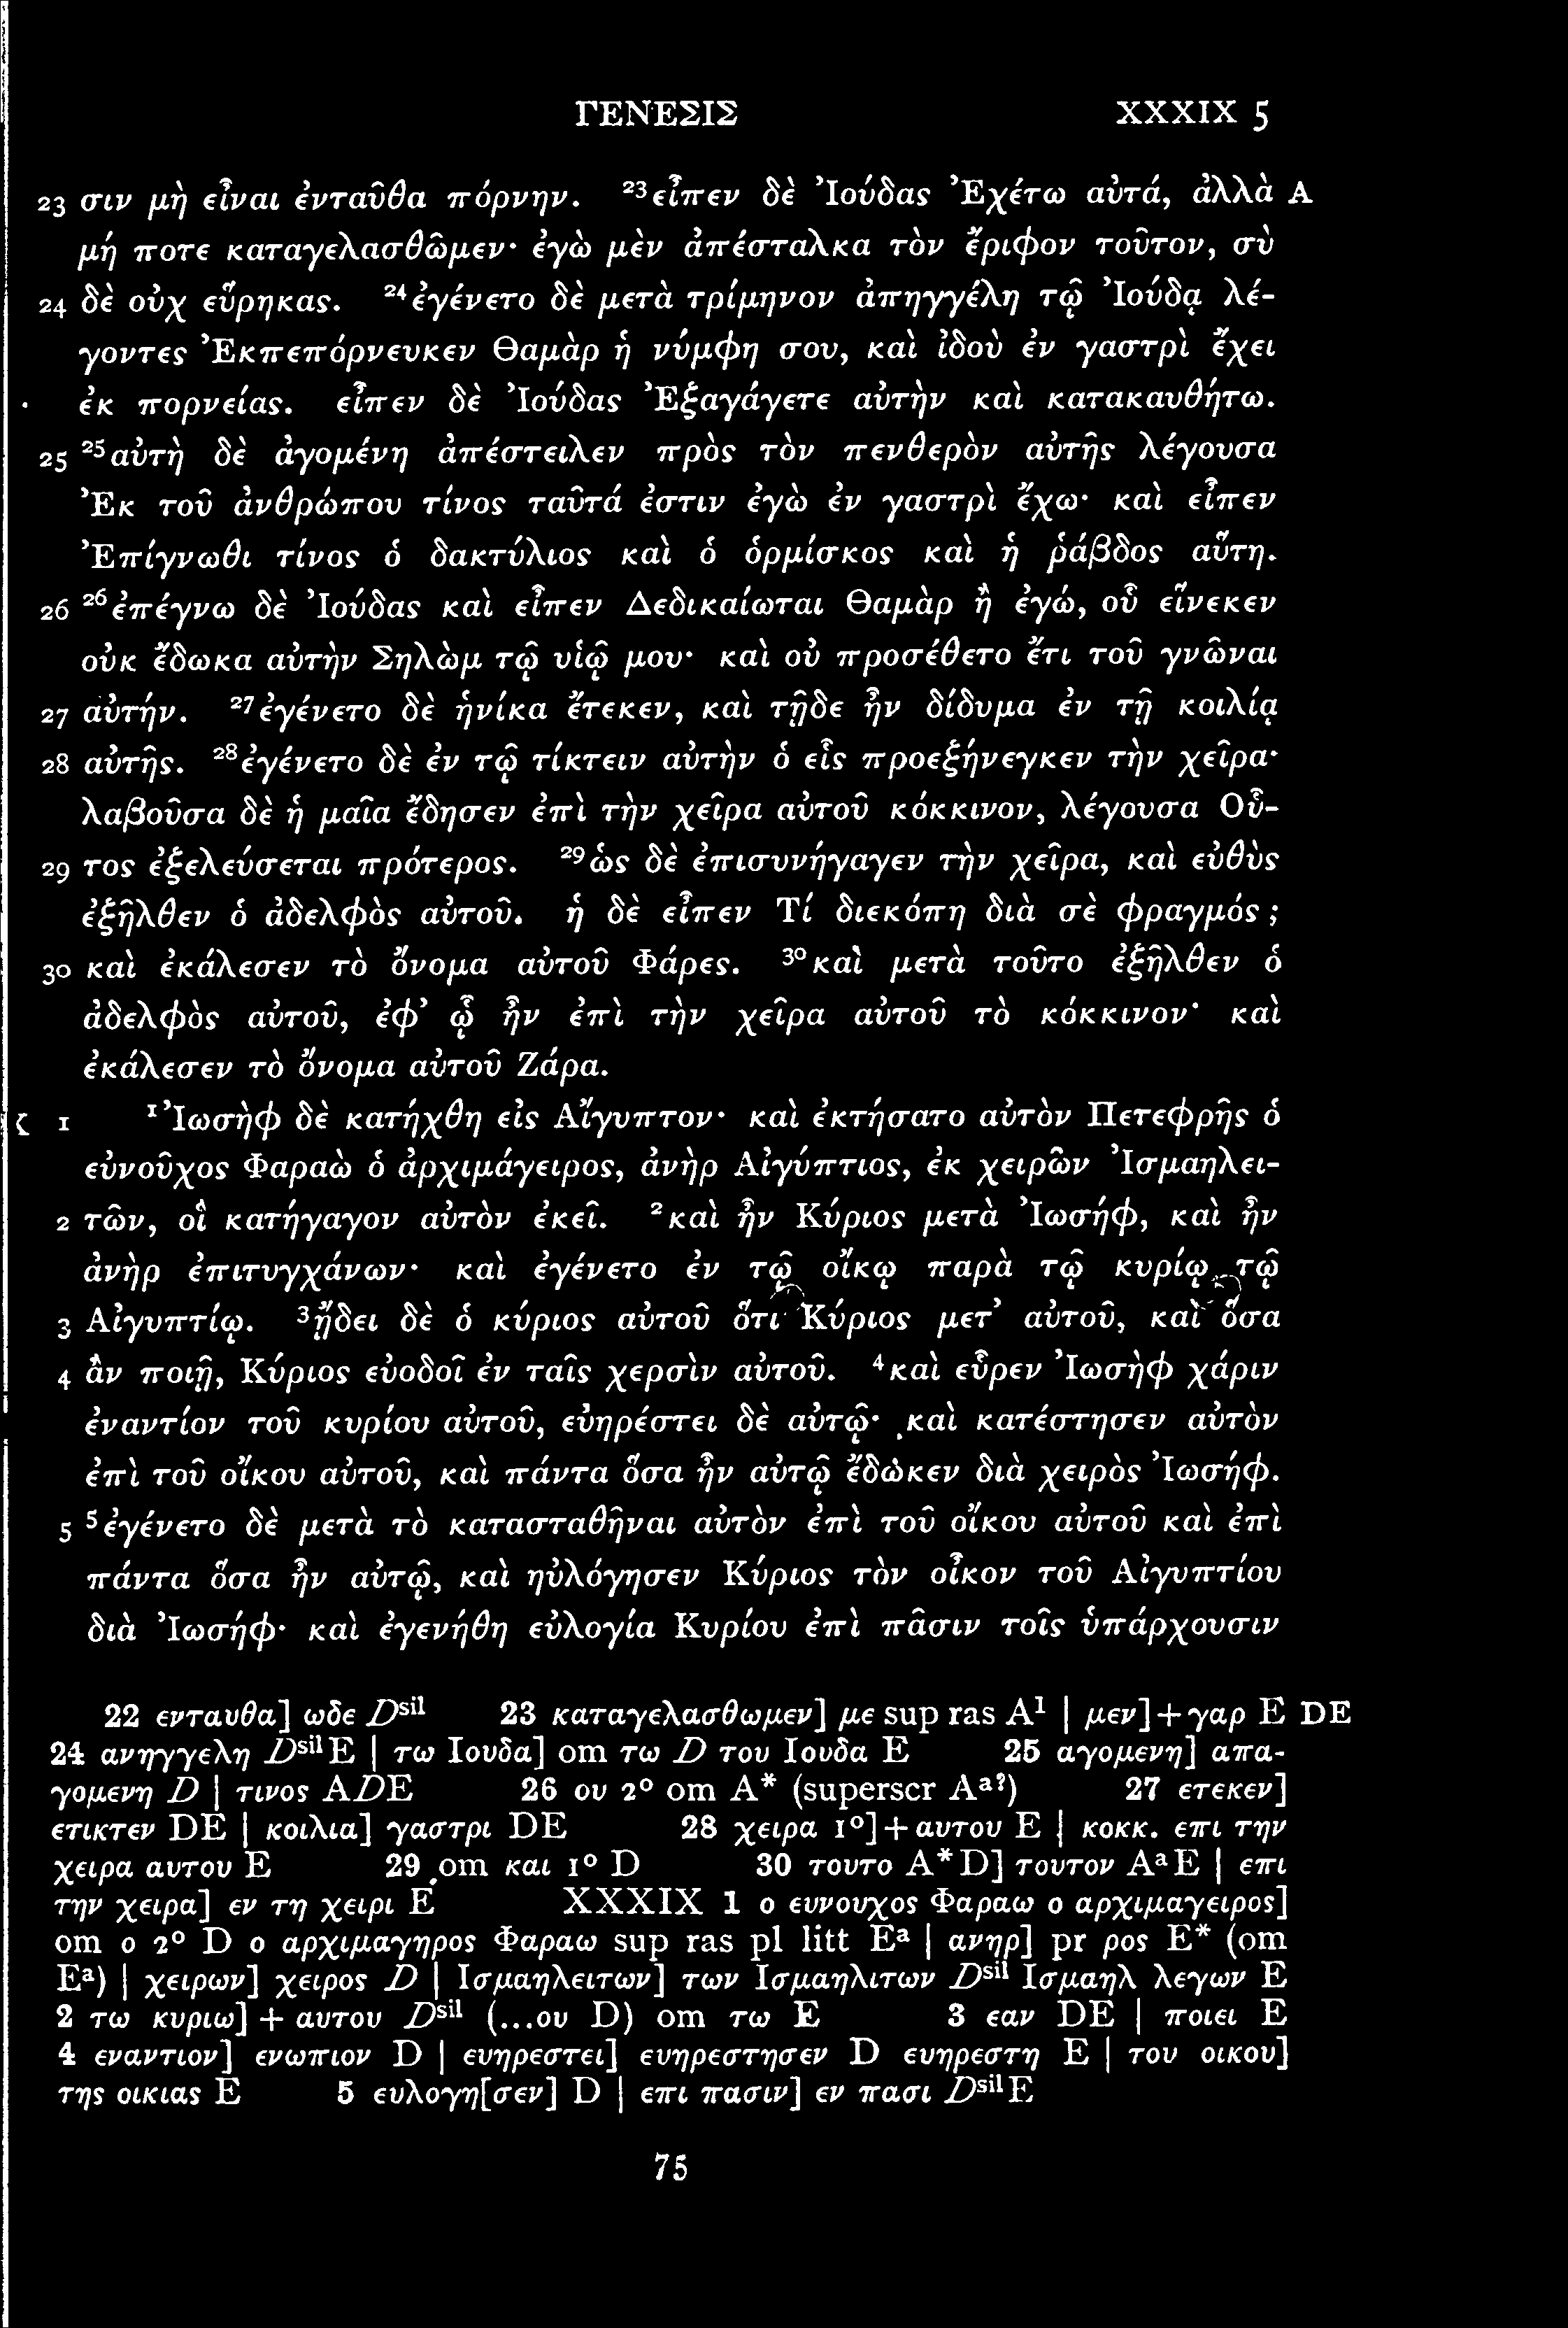 ΓΕΝΕΣΙΣ XXXIX 5
23 σιν μὴ εἶναι ἐνταῦθα πόρνην. ²³εἶπεν δὲ Ἰούδας Ἐχέτω αὐτά, ἀλλὰ A
μή ποτε καταγελασθῶμεν· ἐγὼ μὲν ἀπέσταλκα τὸν ἔριφον τοῦτον, σὺ
24 δὲ οὐχ εὕρηκας. ²⁴ἐγένετο δὲ μετὰ τρίμηνον ἀπηγγέλη τῷ Ἰούδᾳ λέ-
γοντες Ἐκπεπόρνευκεν Θαμὰρ ἡ νύμφη σου, καὶ ἰδοὺ ἐν γαστρὶ ἔχει
ἐκ πορνείας. εἶπεν δὲ Ἰούδας Ἐξαγάγετε αὐτὴν καὶ κατακαυθήτω.
25 ²⁵αὐτὴ δὲ ἀγομένη ἀπέστειλεν πρὸς τὸν πενθερὸν αὐτῆς λέγουσα
Ἐκ τοῦ ἀνθρώπου τίνος ταῦτά ἐστιν ἐγὼ ἐν γαστρὶ ἔχω· καὶ εἶπεν
Ἐπίγνωθι τίνος ὁ δακτύλιος καὶ ὁ ὁρμίσκος καὶ ἡ ῥάβδος αὕτη.
26 ²⁶ἐπέγνω δὲ Ἰούδας καὶ εἶπεν Δεδικαίωται Θαμὰρ ἢ ἐγώ, οὗ εἵνεκεν
οὐκ ἔδωκα αὐτὴν Σηλὼμ τῷ υἱῷ μου· καὶ οὐ προσέθετο ἔτι τοῦ γνῶναι
27 αὐτήν. ²⁷ἐγένετο δὲ ἡνίκα ἔτεκεν, καὶ τῇδε ἦν δίδυμα ἐν τῇ κοιλίᾳ
28 αὐτῆς. ²⁸ἐγένετο δὲ ἐν τῷ τίκτειν αὐτὴν ὁ εἷς προεξήνεγκεν τὴν χεῖρα·
λαβοῦσα δὲ ἡ μαῖα ἔδησεν ἐπὶ τὴν χεῖρα αὐτοῦ κόκκινον, λέγουσα Οὗ-
29 τος ἐξελεύσεται πρότερος. ²⁹ὡς δὲ ἐπισυνήγαγεν τὴν χεῖρα, καὶ εὐθὺς
ἐξῆλθεν ὁ ἀδελφὸς αὐτοῦ. ἡ δὲ εἶπεν Τί διεκόπη διὰ σὲ φραγμός;
30 καὶ ἐκάλεσεν τὸ ὄνομα αὐτοῦ Φάρες. ³⁰καὶ μετὰ τοῦτο ἐξῆλθεν ὁ
ἀδελφὸς αὐτοῦ, ἐφ' ᾧ ἦν ἐπὶ τὴν χεῖρα αὐτοῦ τὸ κόκκινον· καὶ
ἐκάλεσεν τὸ ὄνομα αὐτοῦ Ζάρα.
1 ¹Ἰωσὴφ δὲ κατήχθη εἰς Αἴγυπτον· καὶ ἐκτήσατο αὐτὸν Πετεφρῆς ὁ
εὐνοῦχος Φαραὼ ὁ ἀρχιμάγειρος, ἀνὴρ Αἰγύπτιος, ἐκ χειρῶν Ἰσμαηλει-
2 τῶν, οἳ κατήγαγον αὐτὸν ἐκεῖ. ²καὶ ἦν Κύριος μετὰ Ἰωσήφ, καὶ ἦν
ἀνὴρ ἐπιτυγχάνων· καὶ ἐγένετο ἐν τῷ οἴκῳ παρὰ τῷ κυρίῳ τῷ
3 Αἰγυπτίῳ. ³ᾔδει δὲ ὁ κύριος αὐτοῦ ὅτι Κύριος μετ' αὐτοῦ, καὶ ὅσα
4 ἂν ποιῇ, Κύριος εὐοδοῖ ἐν ταῖς χερσὶν αὐτοῦ. ⁴καὶ εὗρεν Ἰωσὴφ χάριν
ἐναντίον τοῦ κυρίου αὐτοῦ, εὐηρέστει δὲ αὐτῷ· καὶ κατέστησεν αὐτὸν
ἐπὶ τοῦ οἴκου αὐτοῦ, καὶ πάντα ὅσα ἦν αὐτῷ ἔδωκεν διὰ χειρὸς Ἰωσήφ.
5 ⁵ἐγένετο δὲ μετὰ τὸ κατασταθῆναι αὐτὸν ἐπὶ τοῦ οἴκου αὐτοῦ καὶ ἐπὶ
πάντα ὅσα ἦν αὐτῷ, καὶ ηὐλόγησεν Κύριος τὸν οἶκον τοῦ Αἰγυπτίου
διὰ Ἰωσήφ· καὶ ἐγενήθη εὐλογία Κυρίου ἐπὶ πᾶσιν τοῖς ὑπάρχουσιν
22 ενταυθα] ωδε Dˢⁱˡ 23 καταγελασθωμεν] με sup ras A¹ | μεν]+γαρ E DE
24 ανηγγελη DˢⁱˡE | τω Ιουδα] om τω D του Ιουδα E 25 αγομενη] απα-
γομενη D | τινος ADE 26 ου 2° om A* (superscr Aᵃ?) 27 ετεκεν]
ετικτεν DE | κοιλια] γαστρι DE 28 χειρα 1°]+αυτου E | κοκκ. επι την
χειρα αυτου E 29 om και 1° D 30 τουτο A*D] τουτον AᵃE | επι
την χειρα] εν τη χειρι E XXXIX 1 ο ευνουχος Φαραω ο αρχιμαγειρος]
om ο 2° D ο αρχιμαγηρος Φαραω sup ras pl litt Eᵃ | ανηρ] pr ρος E* (om
Eᵃ) | χειρων] χειρος D | Ισμαηλειτων] των Ισμαηλιτων Dˢⁱˡ Ισμαηλ λεγων E
2 τω κυριω] + αυτου Dˢⁱˡ (...ου D) om τω E 3 εαν DE | ποιει E
4 εναντιον] ενωπιον D | ευηρεστει] ευηρεστησεν D ευηρεστη E | του οικου]
της οικιας E 5 ευλογη[σεν] D | επι πασιν] εν πασι DˢⁱˡE
75